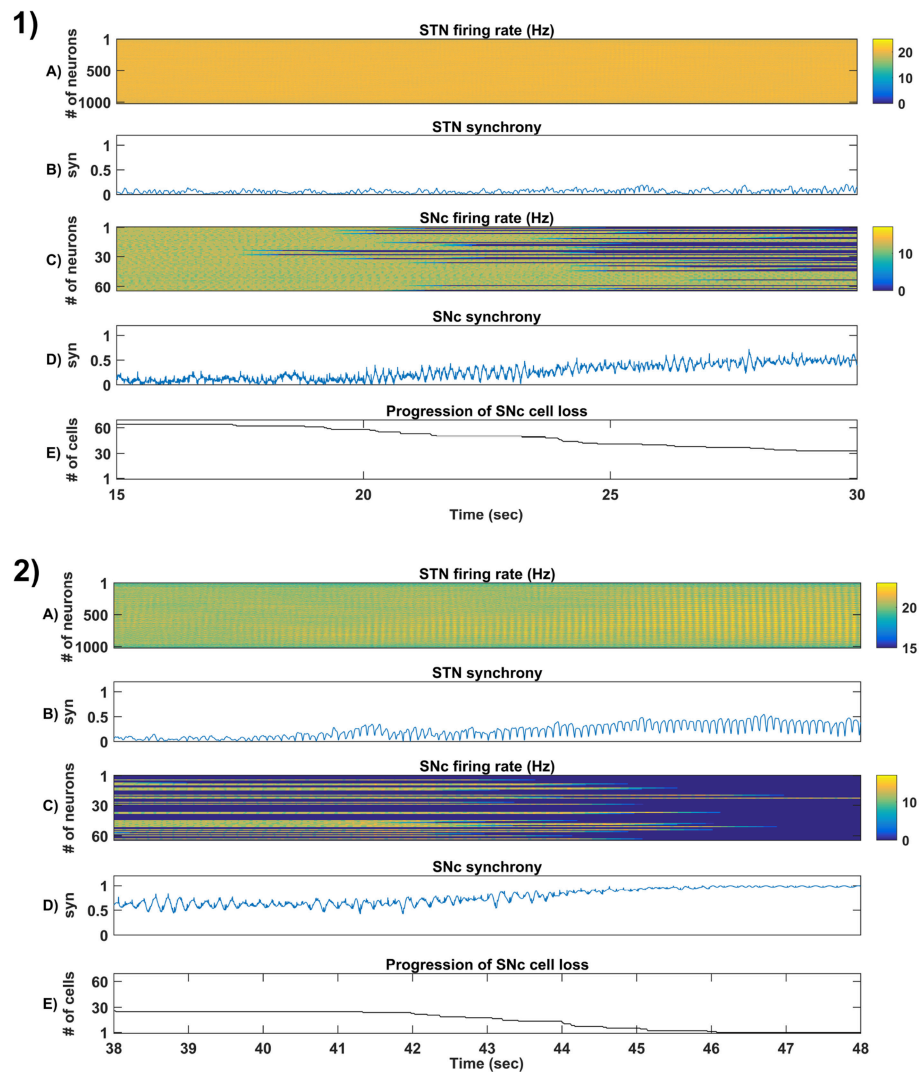 1)
STN firing rate (Hz)
A)
# of neurons
1
500
1000
20
10
0
STN synchrony
B)
syn
1
0.5
0
SNc firing rate (Hz)
C)
# of neurons
1
30
60
10
0
SNc synchrony
D)
syn
1
0.5
0
Progression of SNc cell loss
E)
# of cells
60
30
1
15 20 25 30
Time (sec)
2)
STN firing rate (Hz)
A)
# of neurons
1
500
1000
20
15
STN synchrony
B)
syn
1
0.5
0
SNc firing rate (Hz)
C)
# of neurons
1
30
60
10
0
SNc synchrony
D)
syn
1
0.5
0
Progression of SNc cell loss
E)
# of cells
60
30
1
38 39 40 41 42 43 44 45 46 47 48
Time (sec)